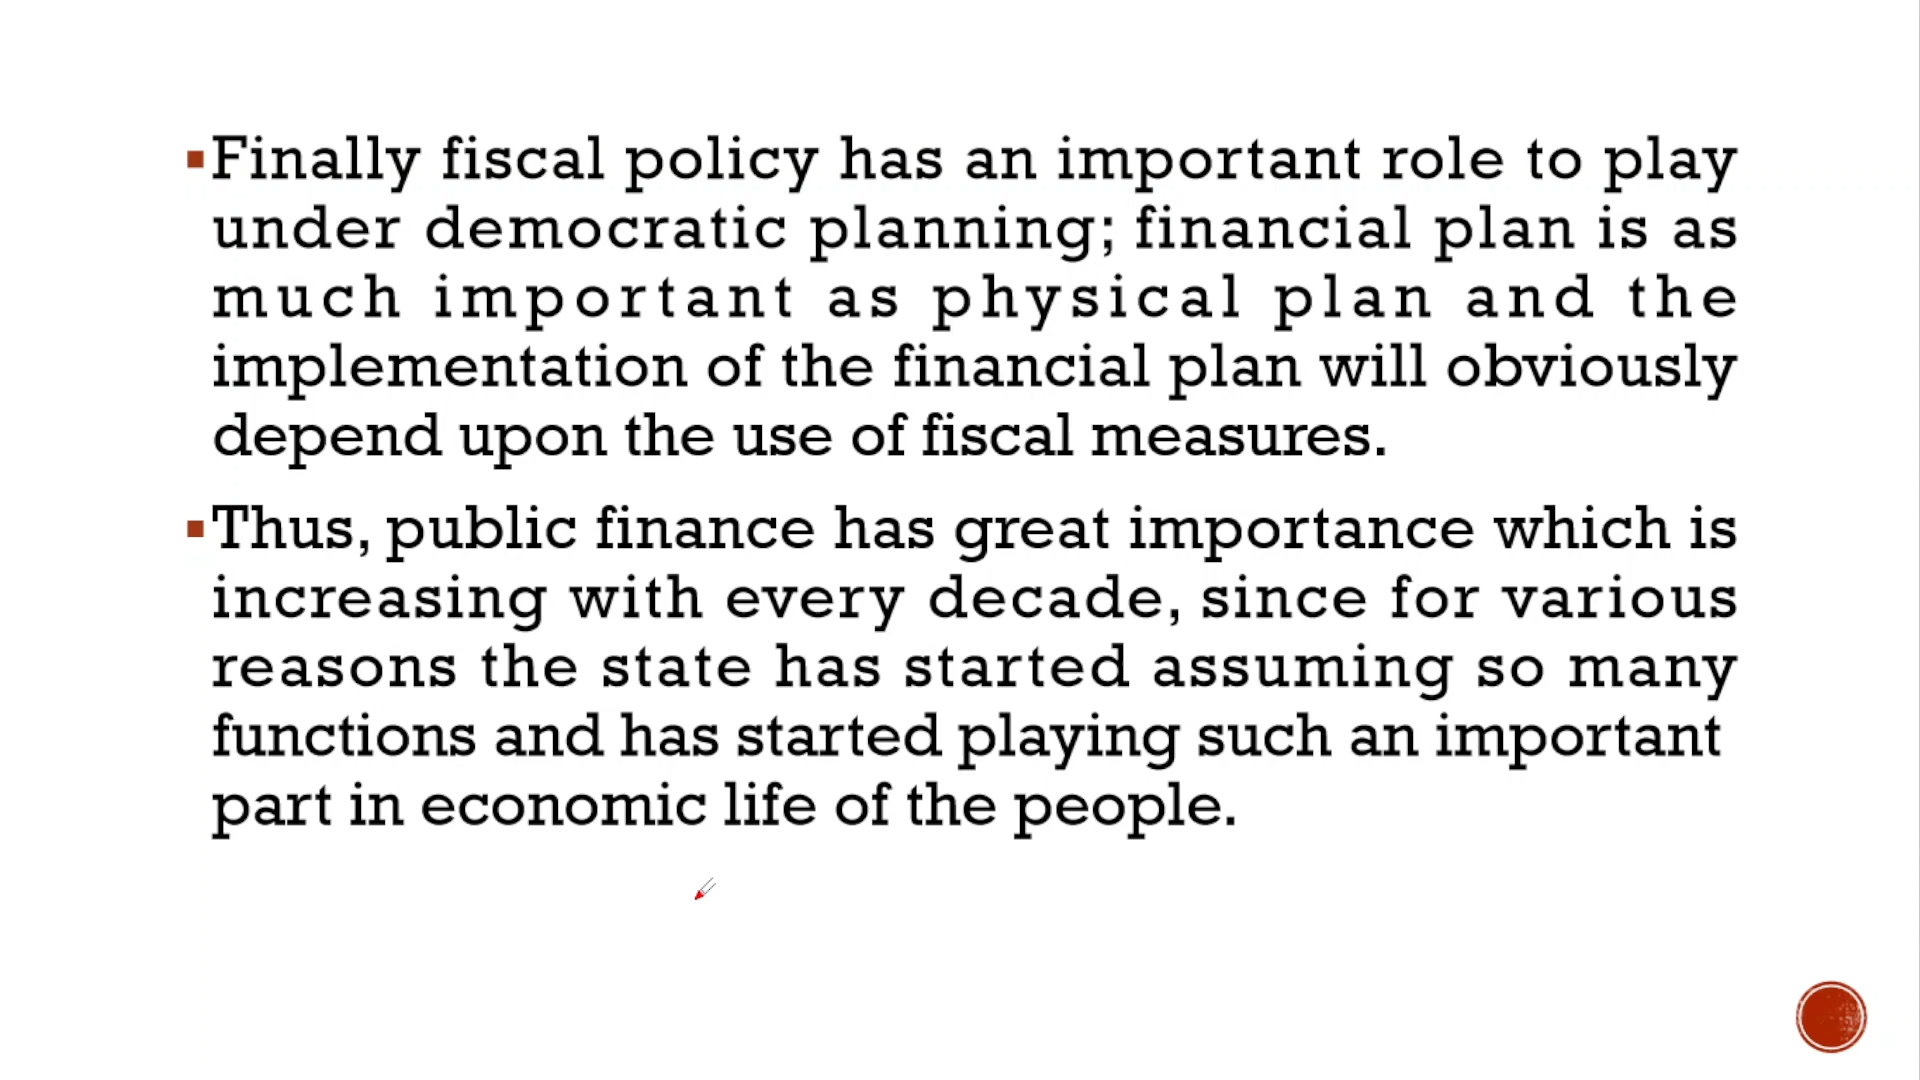 ▪Finally fiscal policy has an important role to play
under democratic planning; financial plan is as
much important as physical plan and the
implementation of the financial plan will obviously
depend upon the use of fiscal measures.
▪Thus, public finance has great importance which is
increasing with every decade, since for various
reasons the state has started assuming so many
functions and has started playing such an important
part in economic life of the people.